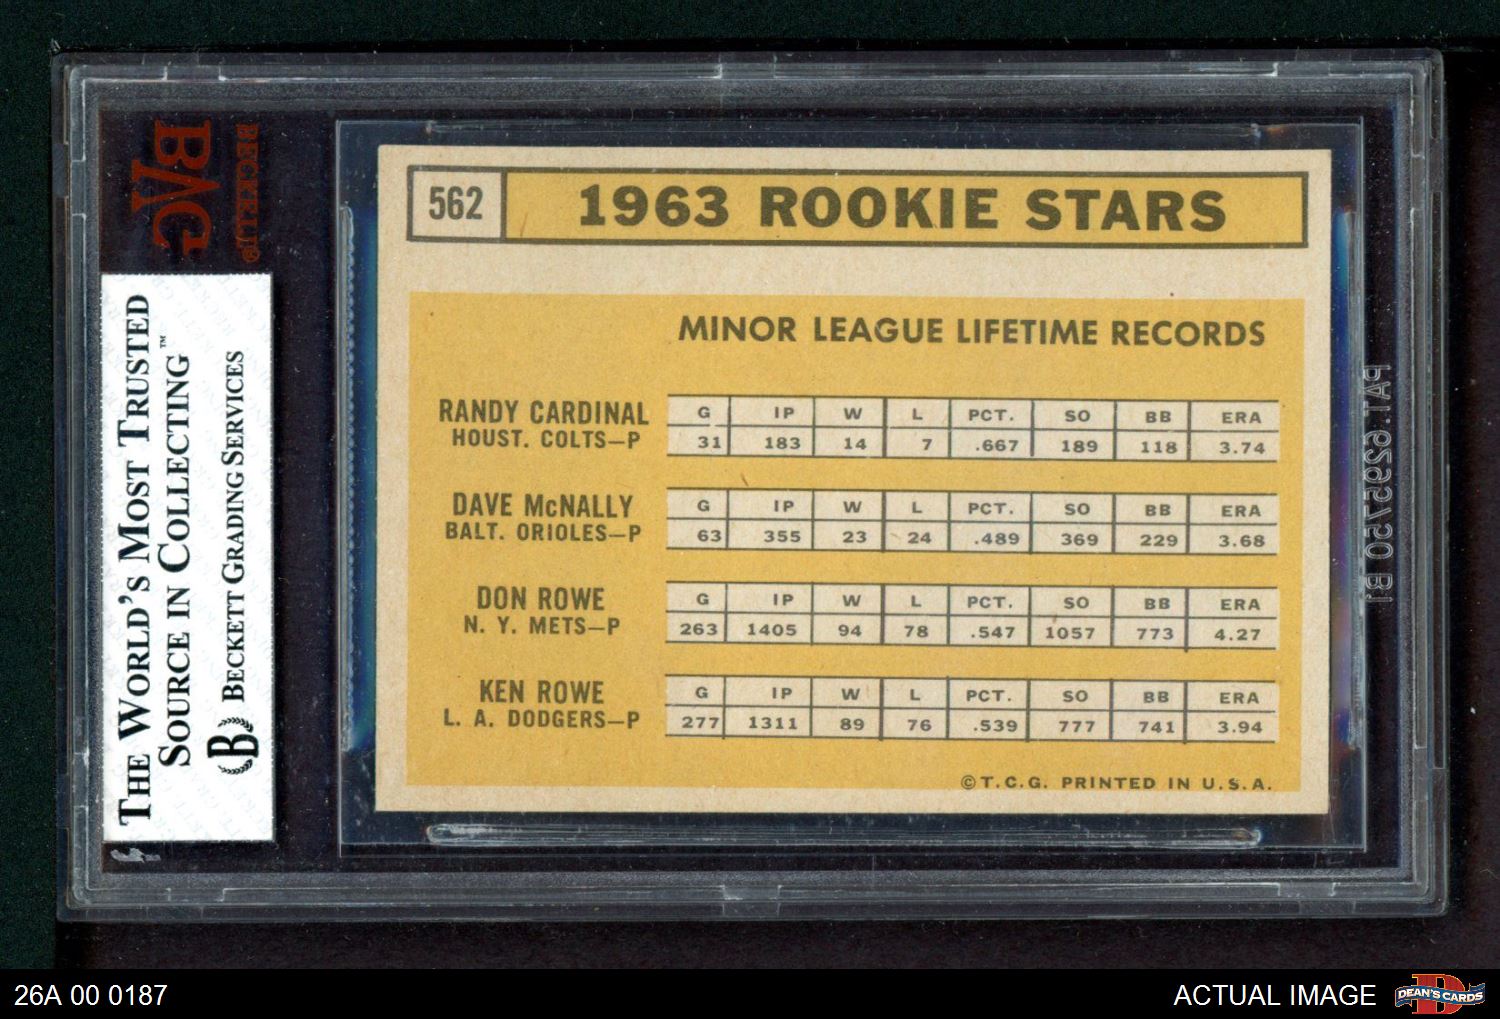 BECKETT®
BVG
THE WORLD'S MOST TRUSTED
SOURCE IN COLLECTING™
B BECKETT GRADING SERVICES
562 1963 ROOKIE STARS
MINOR LEAGUE LIFETIME RECORDS
RANDY CARDINAL G IP W L PCT. SO BB ERA
HOUST. COLTS—P 31 183 14 7 .667 189 118 3.74
DAVE McNALLY G IP W L PCT. SO BB ERA
BALT. ORIOLES—P 63 355 23 24 .489 369 229 3.68
DON ROWE G IP W L PCT. SO BB ERA
N. Y. METS—P 263 1405 94 78 .547 1057 773 4.27
KEN ROWE G IP W L PCT. SO BB ERA
L. A. DODGERS—P 277 1311 89 76 .539 777 741 3.94
©T.C.G. PRINTED IN U.S.A.
PAT. 6295750 B1
26A 00 0187
ACTUAL IMAGE
D
DEAN'S CARDS